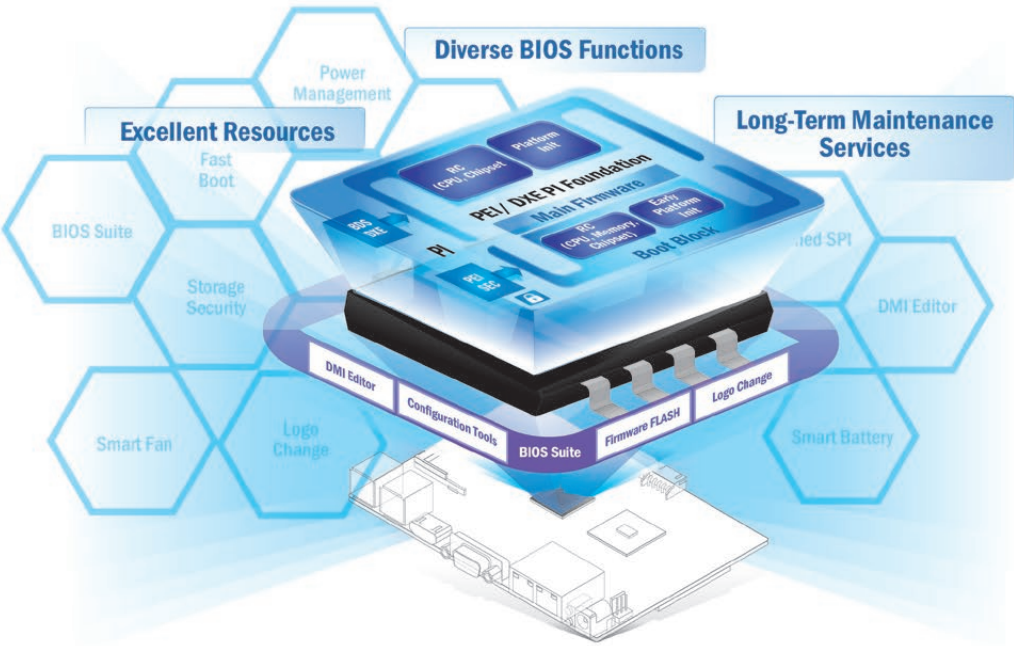 Diverse BIOS Functions
Power
Management
Excellent Resources
Long-Term Maintenance
Services
Fast
Boot
BIOS Suite
Storage
Security
Smart Fan
Logo
Change
SPI
DMI Editor
Smart Battery
RC
(CPU, Chipset
Platform
Init
PEI / DXE PI Foundation
Main Firmware
BDS
DXE
PI
RC
(CPU, Memory,
Chipset)
Early
Platform
Init
Boot Block
PEI
SEC
DMI Editor
Configuration Tools
BIOS Suite
Firmware FLASH
Logo Change